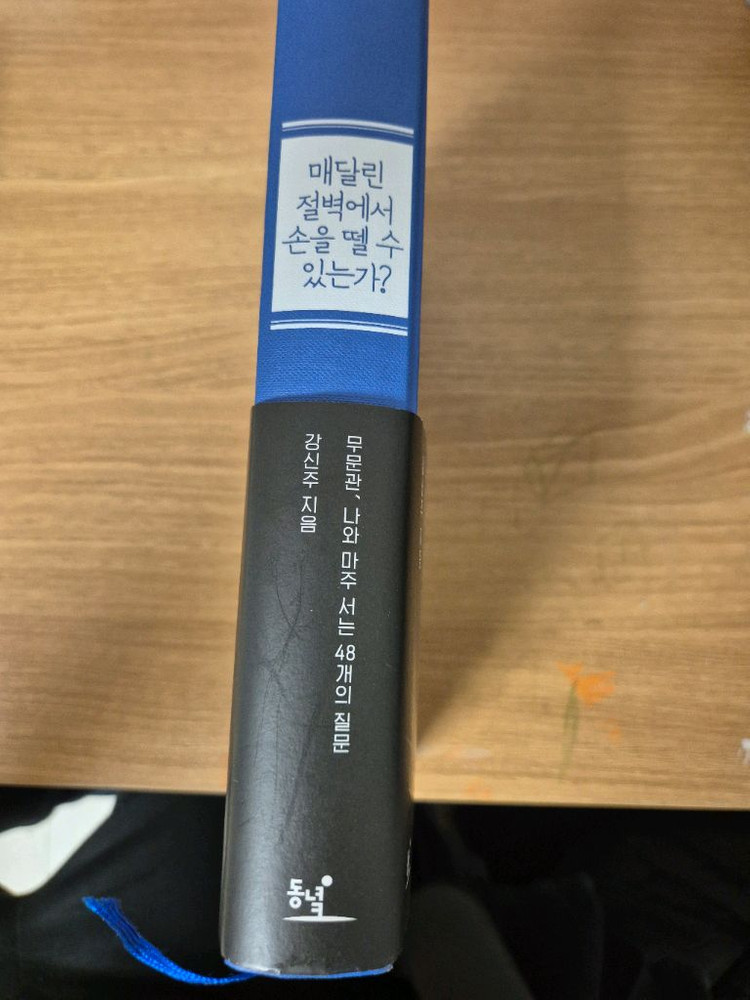 매달린
절벽에서
손을 뗄 수
있는가?
무문관, 나와 마주 서는 48개의 질문
강신주 지음
동녘